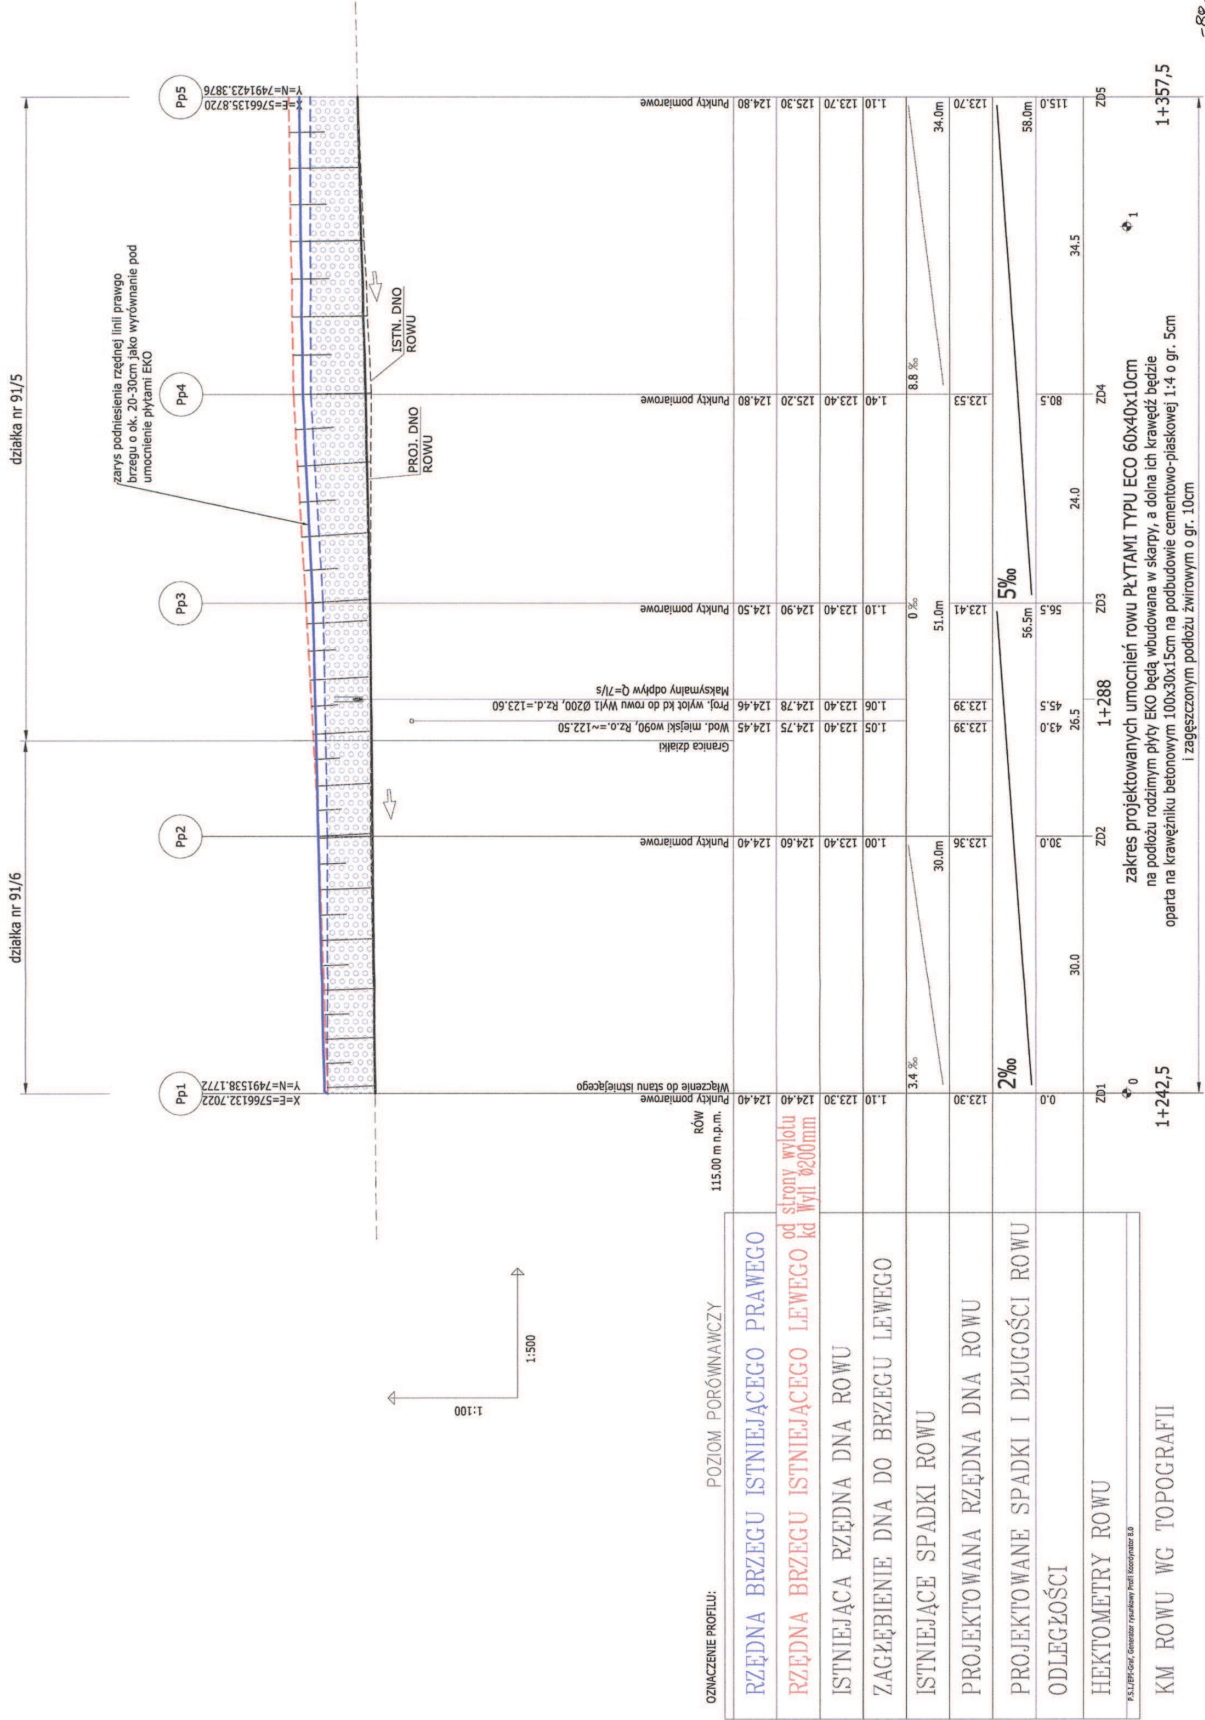 działka nr 91/6
działka nr 91/5
Pp1
Pp2
Pp3
Pp4
Pp5
X=E=5766132.7022
Y=N=7491538.1772
X=E=5766135.8720
Y=N=7491423.3876
zarys podniesienia rzędnej linii prawgo
brzegu o ok. 20-30cm jako wyrównanie pod
umocnienie płytami EKO
PROJ. DNO
ROWU
ISTN. DNO
ROWU
1:100
1:500
Włączenie do stanu istniejącego
Punkty pomiarowe
Punkty pomiarowe
Granica działki
Wod. miejski wo90, Rz.o.=~122.50
Proj. wylot kd do rowu Wyl1 Ø200, Rz.d.=123.60
Maksymalny odpływ Q=7l/s
Punkty pomiarowe
Punkty pomiarowe
Punkty pomiarowe
RÓW
115.00 m n.p.m.
OZNACZENIE PROFILU:
POZIOM PORÓWNAWCZY
RZĘDNA BRZEGU ISTNIEJĄCEGO PRAWEGO
124.40 124.40 124.45 124.46 124.50 124.80 124.80
RZĘDNA BRZEGU ISTNIEJĄCEGO LEWEGO
od strony wylotu
kd Wyl1 ø200mm
124.40 124.60 124.75 124.78 124.90 125.20 125.30
ISTNIEJĄCA RZĘDNA DNA ROWU
123.30 123.40 123.40 123.40 123.40 123.40 123.70
ZAGŁĘBIENIE DNA DO BRZEGU LEWEGO
1.10 1.00 1.05 1.06 1.10 1.40 1.10
ISTNIEJĄCE SPADKI ROWU
3.4 ‰ 30.0m 0 ‰ 51.0m 8.8 ‰ 34.0m
PROJEKTOWANA RZĘDNA DNA ROWU
123.30 123.36 123.39 123.39 123.41 123.53 123.70
PROJEKTOWANE SPADKI I DŁUGOŚCI ROWU
2‰ 56.5m 5‰ 58.0m
ODLEGŁOŚCI
0.0 30.0 43.0 45.5 56.5 80.5 115.0
30.0 26.5 24.0 34.5
HEKTOMETRY ROWU
ZD1 ZD2 1+288 ZD3 ZD4 ZD5
0 1
KM ROWU WG TOPOGRAFII
1+242,5
1+357,5
zakres projektowanych umocnień rowu PŁYTAMI TYPU ECO 60x40x10cm
na podłożu rodzimym płyty EKO będą wbudowana w skarpy, a dolna ich krawędź będzie
oparta na krawężniku betonowym 100x30x15cm na podbudowie cementowo-piaskowej 1:4 o gr. 5cm
i zagęszczonym podłożu żwirowym o gr. 10cm